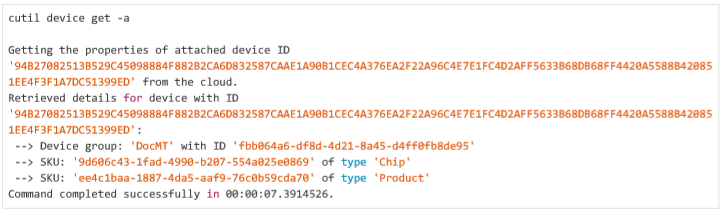 cutil device get -a
Getting the properties of attached device ID
'94B27082513B529C45098884F882B2CA6D832587CAAE1A90B1CEC4A376EA2F22A96C4E7E1FC4D2AFF5633B68DB68FF4420A5588B42085
1EE4F3F1A7DC51399ED' from the cloud.
Retrieved details for device with ID
'94B27082513B529C45098884F882B2CA6D832587CAAE1A90B1CEC4A376EA2F22A96C4E7E1FC4D2AFF5633B68DB68FF4420A5588B42085
1EE4F3F1A7DC51399ED':
--> Device group: 'DocMT' with ID 'fbb064a6-df8d-4d21-8a45-d4ff0fb8de95'
--> SKU: '9d606c43-1fad-4990-b207-554a025e0869' of type 'Chip'
--> SKU: 'ee4c1baa-1887-4da5-aaf9-76c0b59cda70' of type 'Product'
Command completed successfully in 00:00:07.3914526.